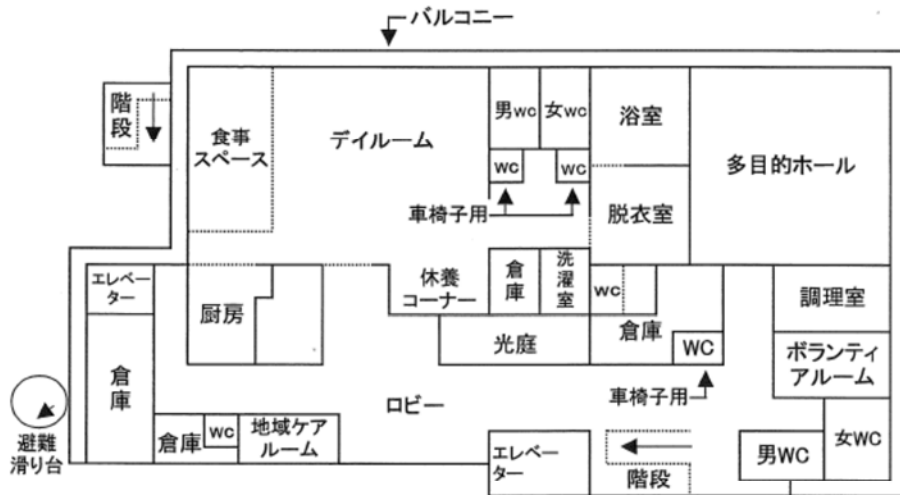 バルコニー
階
段
食事
スペース
デイルーム
男WC
女WC
WC
WC
車椅子用
浴室
脱衣室
多目的ホール
エレベー
ター
厨房
休養
コーナー
倉
庫
洗
濯
室
WC
倉庫
WC
車椅子用
調理室
ボランティ
アルーム
光庭
倉
庫
ロビー
避難
滑り台
倉庫
WC
地域ケア
ルーム
エレベー
ター
階段
男WC
女WC